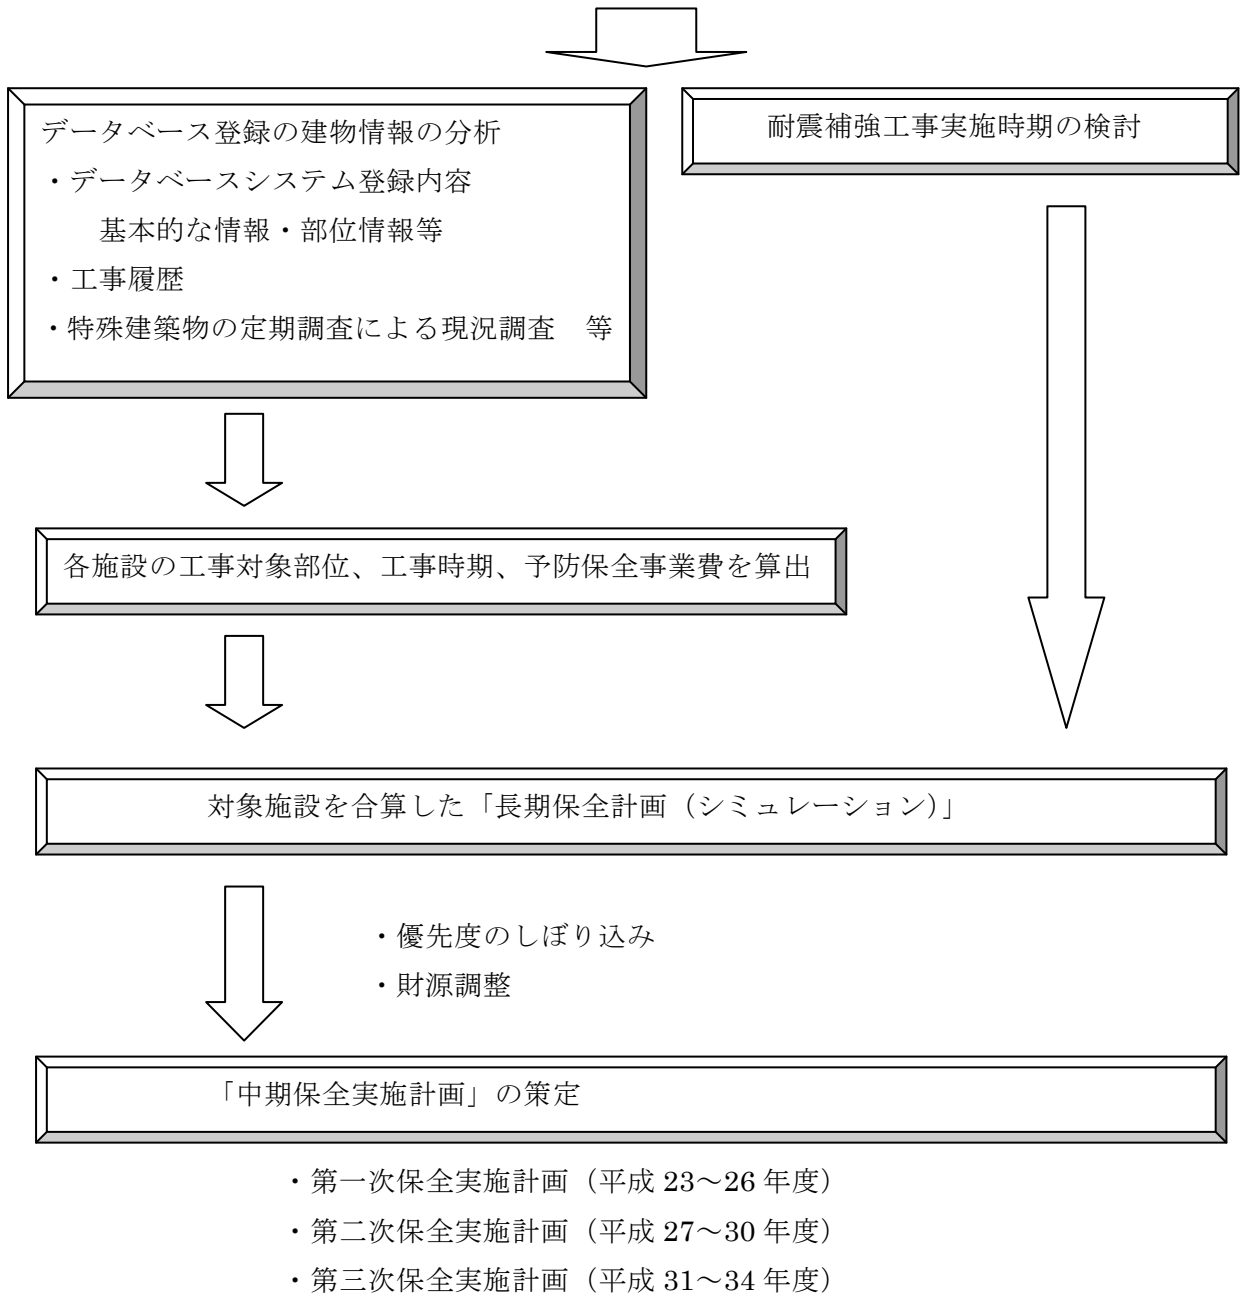 データベース登録の建物情報の分析
・データベースシステム登録内容
基本的な情報・部位情報等
・工事履歴
・特殊建築物の定期調査による現況調査　等
耐震補強工事実施時期の検討
各施設の工事対象部位、工事時期、予防保全事業費を算出
対象施設を合算した「長期保全計画（シミュレーション）」
・優先度のしぼり込み
・財源調整
「中期保全実施計画」の策定
・第一次保全実施計画（平成 23～26 年度）
・第二次保全実施計画（平成 27～30 年度）
・第三次保全実施計画（平成 31～34 年度）